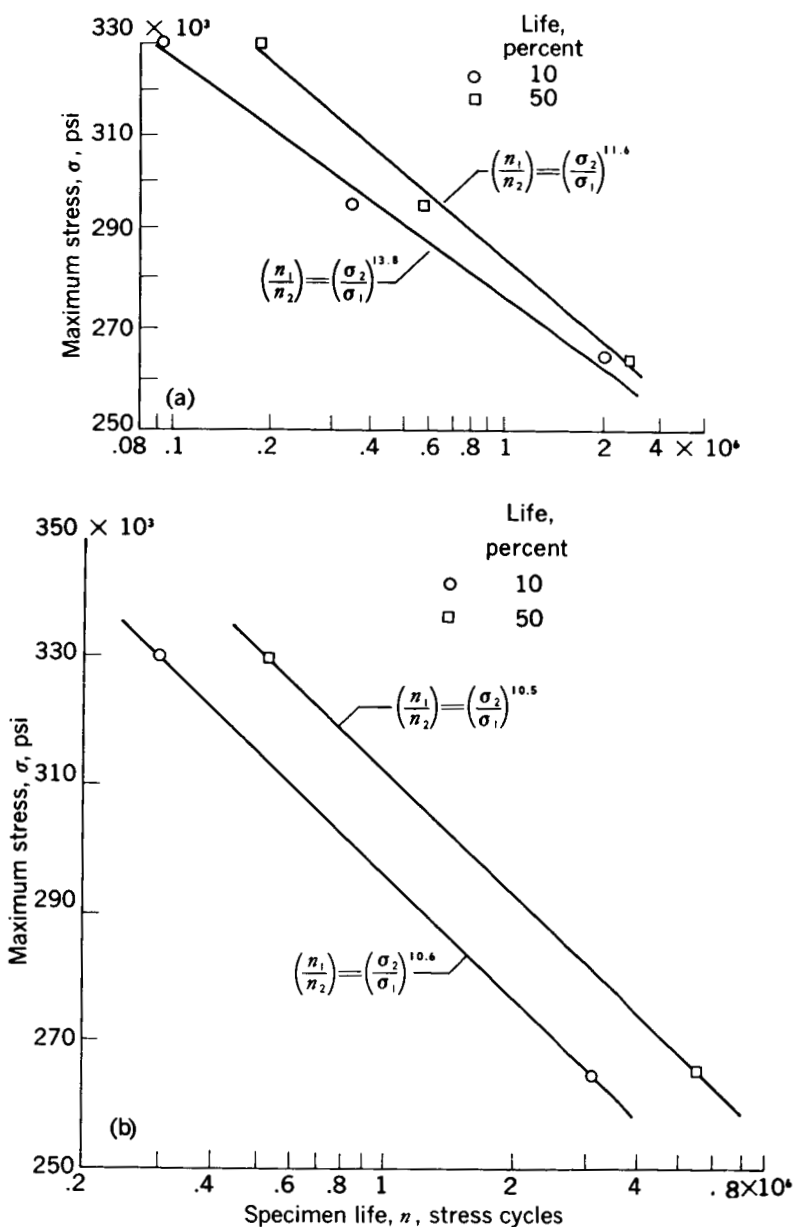 330 × 10³
310
290
270
250
Maximum stress, σ, psi
Life,
percent
○ 10
□ 50
(n₁/n₂)=(σ₂/σ₁)^11.6
(n₁/n₂)=(σ₂/σ₁)^13.8
(a)
.08 .1 .2 .4 .6 .8 1 2 4 × 10⁶
350 × 10³
330
310
290
270
250
Maximum stress, σ, psi
Life,
percent
○ 10
□ 50
(n₁/n₂)=(σ₂/σ₁)^10.5
(n₁/n₂)=(σ₂/σ₁)^10.6
(b)
.2 .4 .6 .8 1 2 4 .8×10⁶
Specimen life, n, stress cycles